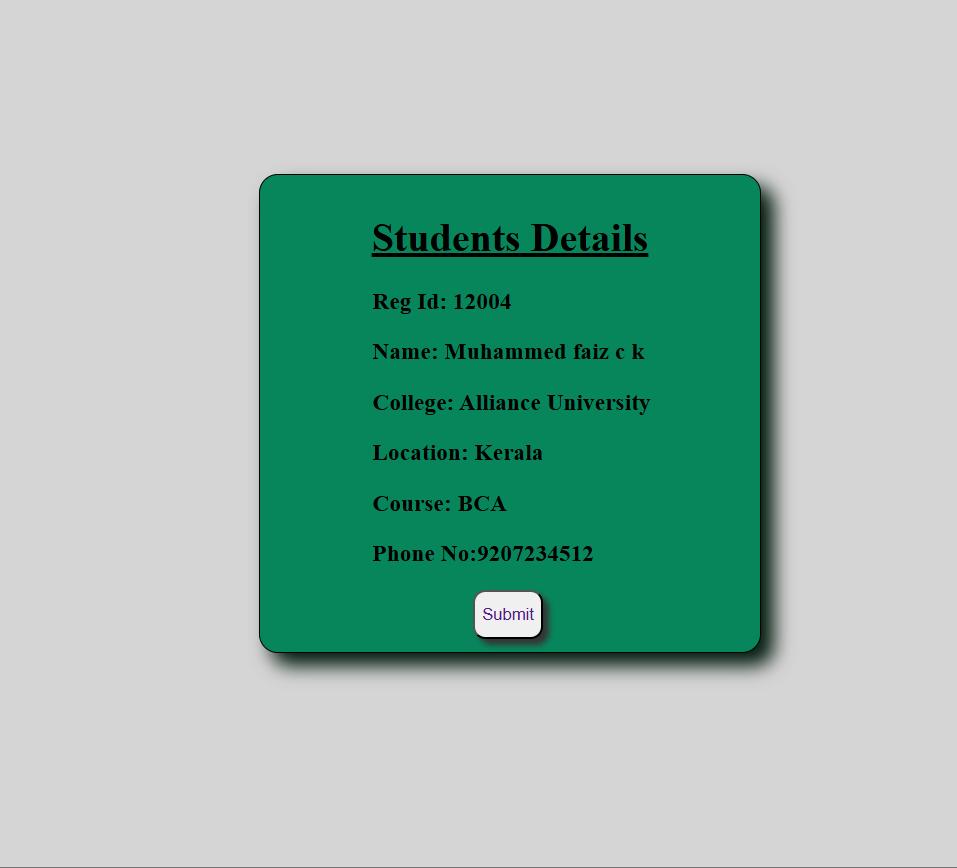 Students Details
Reg Id: 12004
Name: Muhammed faiz c k
College: Alliance University
Location: Kerala
Course: BCA
Phone No:9207234512
Submit